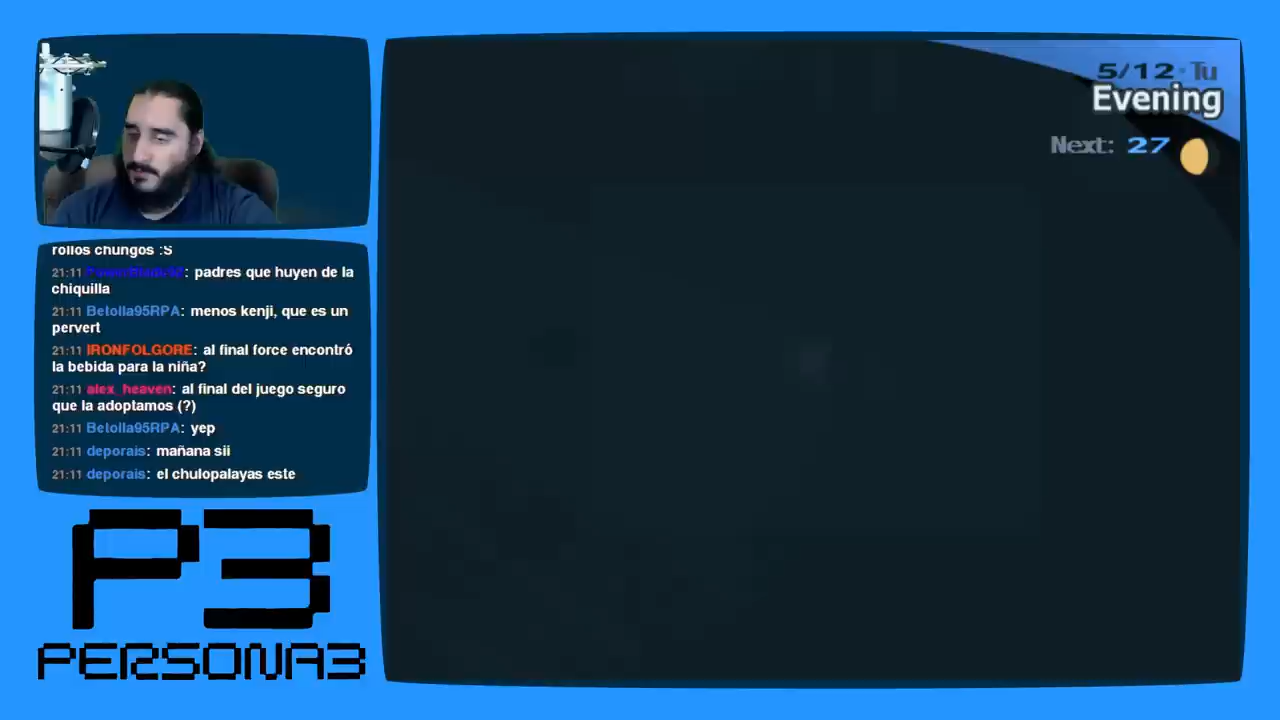 5/12 · Tu
Evening
Next: 27
rollos chungos :S
21:11 : padres que huyen de la
chiquilla
21:11 Betolla95RPA: menos kenji, que es un
pervert
21:11 IRONFOLGORE: al final force encontró
la bebida para la niña?
21:11 alex_heaven: al final del juego seguro
que la adoptamos (?)
21:11 Betolla95RPA: yep
21:11 deporais: mañana sii
21:11 deporais: el chulopalayas este
P3
PERSONA3